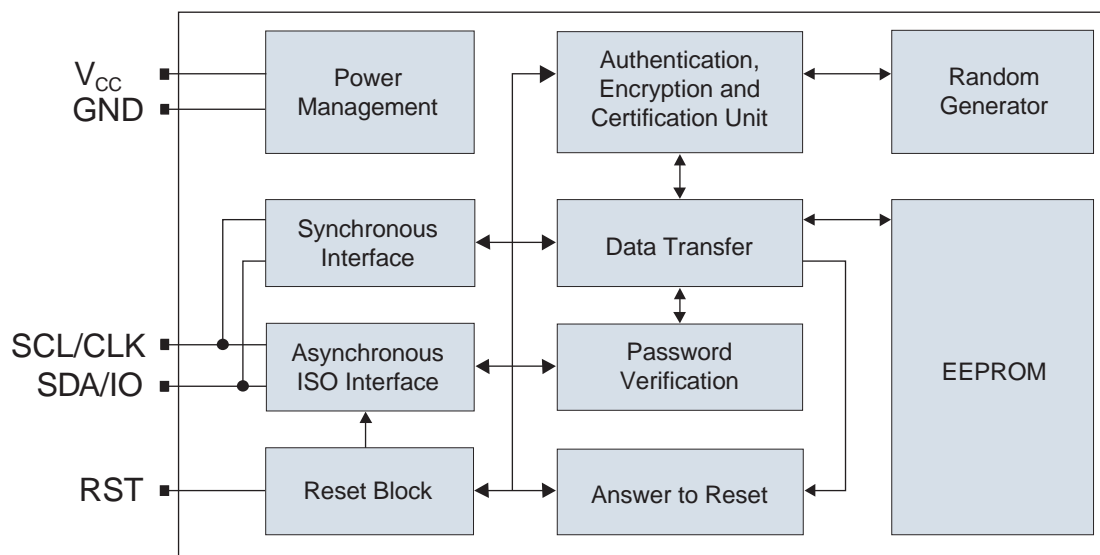 V_CC
GND
Power
Management
Authentication,
Encryption and
Certification Unit
Random
Generator
Synchronous
Interface
Data Transfer
SCL/CLK
SDA/IO
Asynchronous
ISO Interface
Password
Verification
EEPROM
RST
Reset Block
Answer to Reset